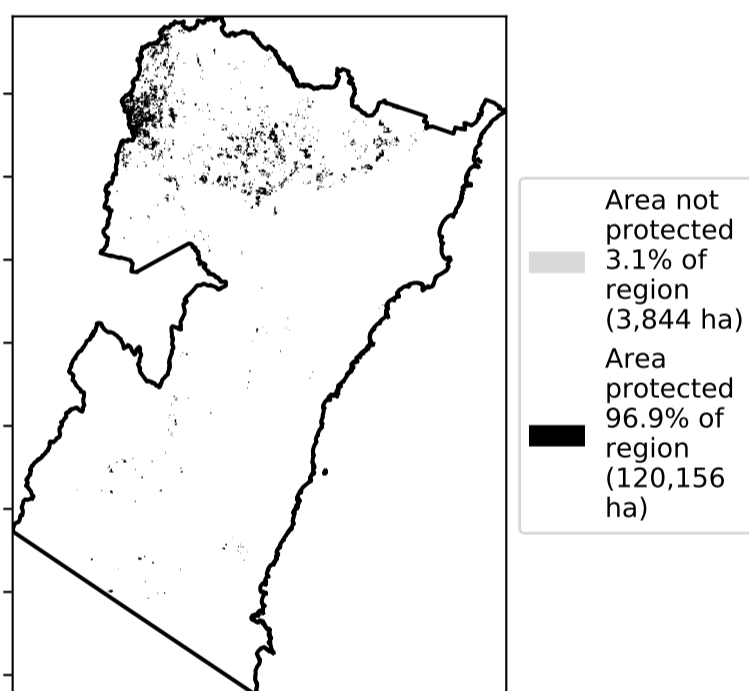 Area not
protected
3.1% of
region
(3,844 ha)
Area
protected
96.9% of
region
(120,156
ha)